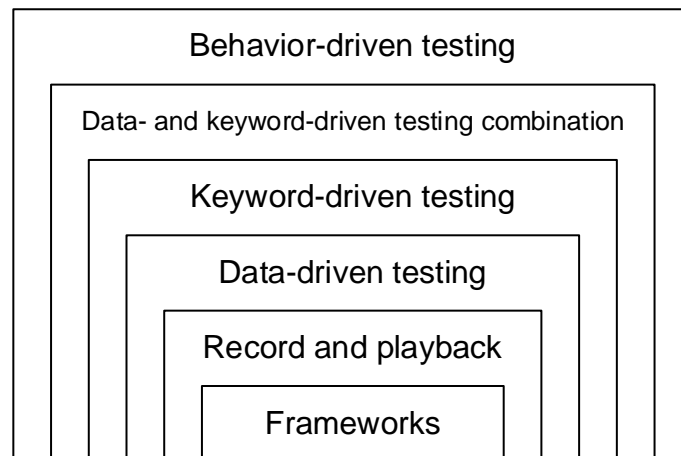 Behavior-driven testing
Data- and keyword-driven testing combination
Keyword-driven testing
Data-driven testing
Record and playback
Frameworks